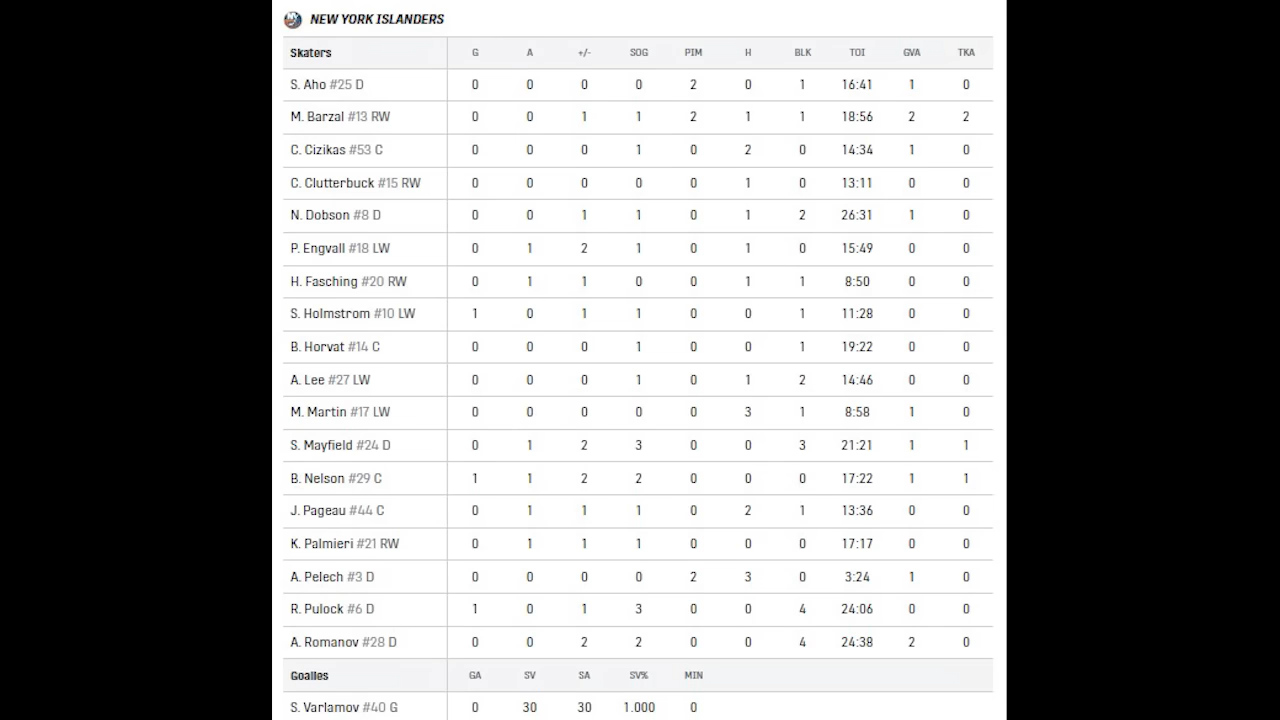 NEW YORK ISLANDERS
Skaters G A +/- SOG PIM H BLK TOI GVA TKA
S. Aho #25 D 0 0 0 0 2 0 1 16:41 1 0
M. Barzal #13 RW 0 0 1 1 2 1 1 18:56 2 2
C. Cizikas #53 C 0 0 0 1 0 2 0 14:34 1 0
C. Clutterbuck #15 RW 0 0 0 0 0 1 0 13:11 0 0
N. Dobson #8 D 0 0 1 1 0 1 2 26:31 1 0
P. Engvall #18 LW 0 1 2 1 0 1 0 15:49 0 0
H. Fasching #20 RW 0 1 1 0 0 1 1 8:50 0 0
S. Holmstrom #10 LW 1 0 1 1 0 0 1 11:28 0 0
B. Horvat #14 C 0 0 0 1 0 0 1 19:22 0 0
A. Lee #27 LW 0 0 0 1 0 1 2 14:46 0 0
M. Martin #17 LW 0 0 0 0 0 3 1 8:58 1 0
S. Mayfield #24 D 0 1 2 3 0 0 3 21:21 1 1
B. Nelson #29 C 1 1 2 2 0 0 0 17:22 1 1
J. Pageau #44 C 0 1 1 1 0 2 1 13:36 0 0
K. Palmieri #21 RW 0 1 1 1 0 0 0 17:17 0 0
A. Pelech #3 D 0 0 0 0 2 3 0 3:24 1 0
R. Pulock #6 D 1 0 1 3 0 0 4 24:06 0 0
A. Romanov #28 D 0 0 2 2 0 0 4 24:38 2 0
Goalies GA SV SA SV% MIN
S. Varlamov #40 G 0 30 30 1.000 0